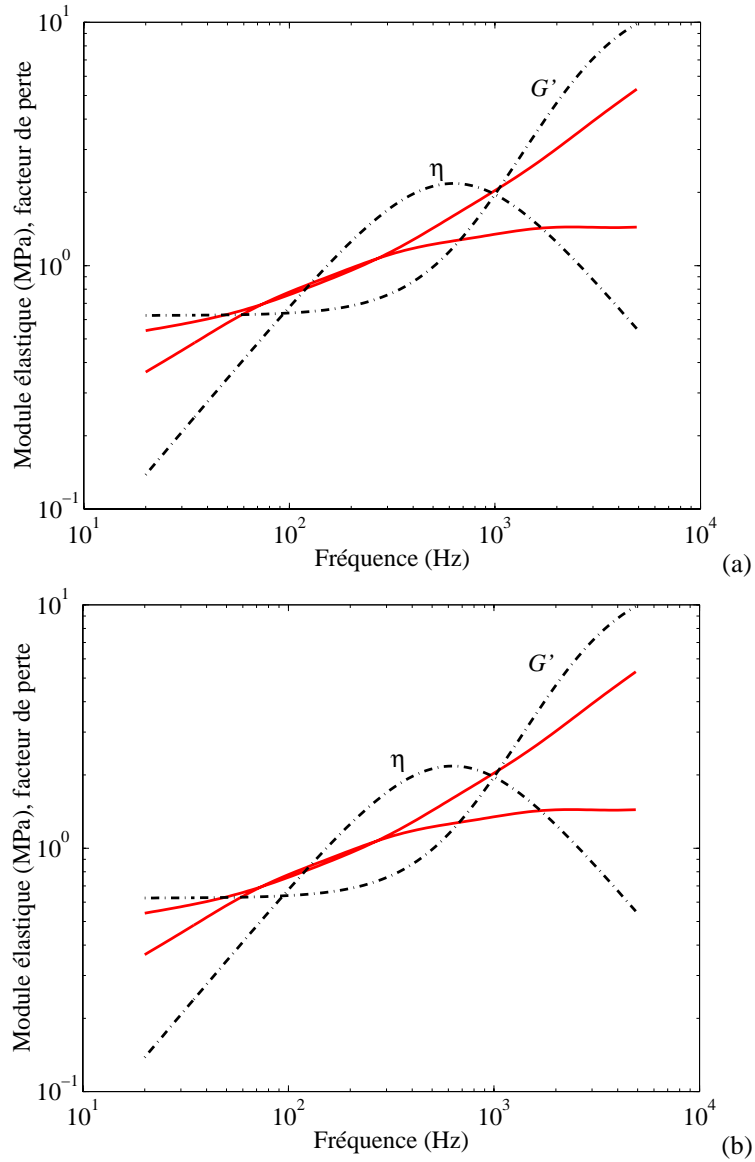 Module élastique (MPa), facteur de perte
10^1
10^0
10^-1
G’
η
10^1
10^2
10^3
10^4
Fréquence (Hz)
(a)
Module élastique (MPa), facteur de perte
10^1
10^0
10^-1
G’
η
10^1
10^2
10^3
10^4
Fréquence (Hz)
(b)